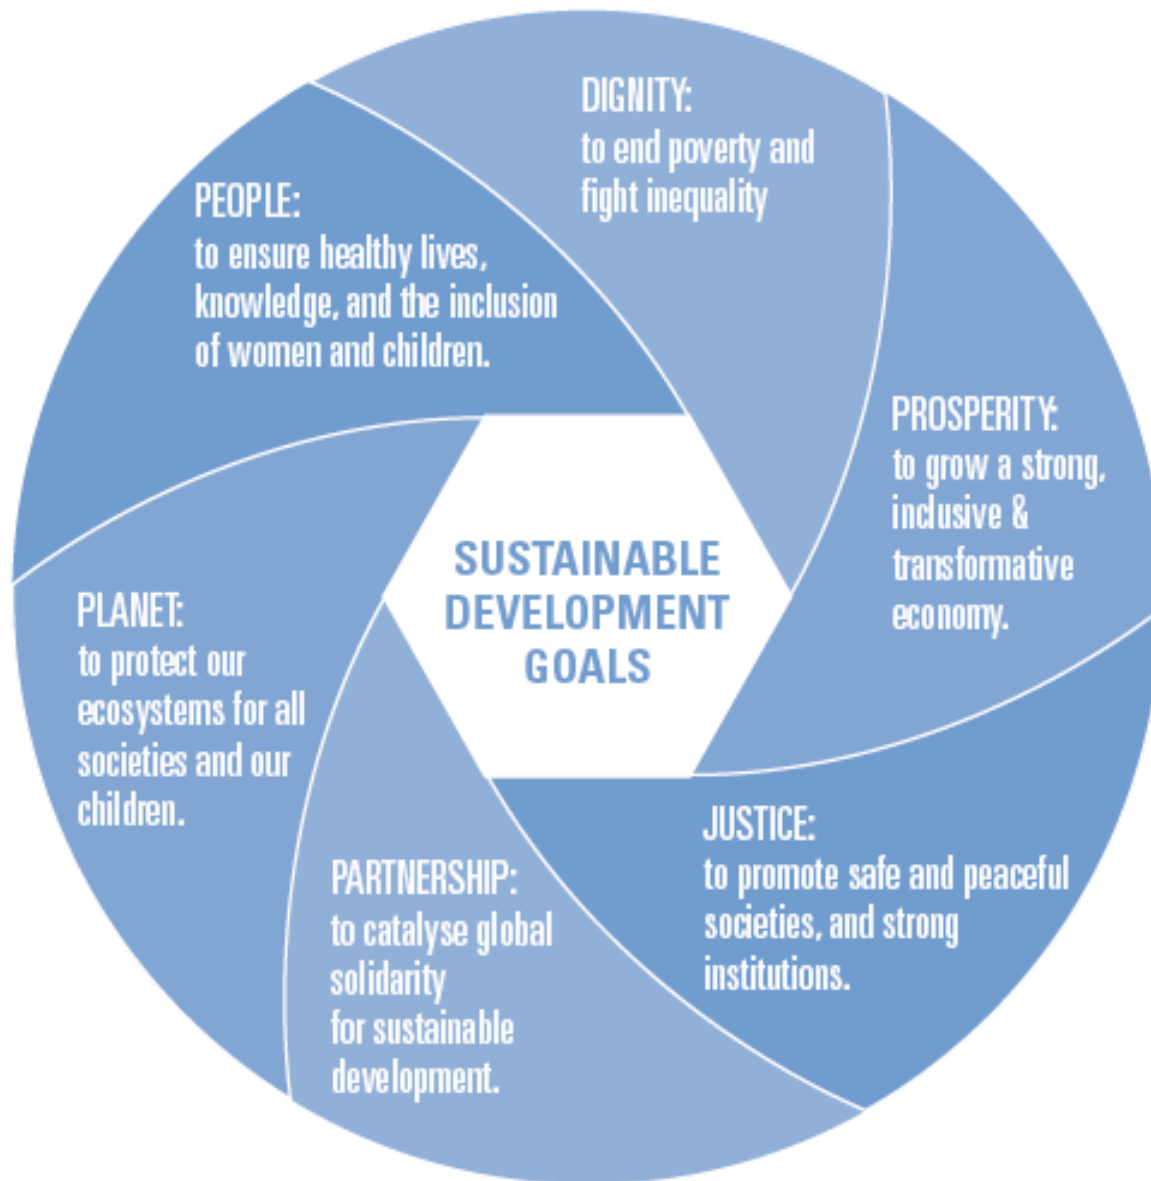 DIGNITY:
to end poverty and
fight inequality
PEOPLE:
to ensure healthy lives,
knowledge, and the inclusion
of women and children.
PROSPERITY:
to grow a strong,
inclusive &
transformative
economy.
SUSTAINABLE
DEVELOPMENT
GOALS
PLANET:
to protect our
ecosystems for all
societies and our
children.
JUSTICE:
to promote safe and peaceful
societies, and strong
institutions.
PARTNERSHIP:
to catalyse global
solidarity
for sustainable
development.